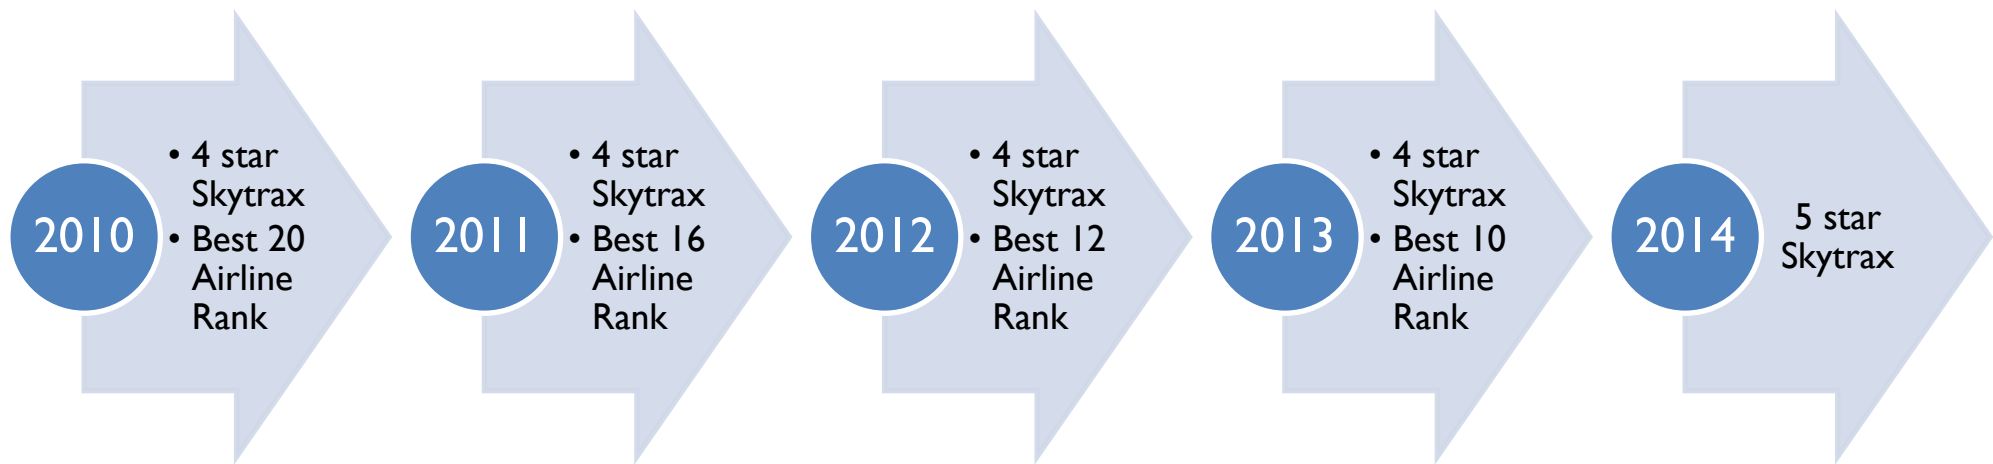 2010
• 4 star
Skytrax
• Best 20
Airline
Rank
2011
• 4 star
Skytrax
• Best 16
Airline
Rank
2012
• 4 star
Skytrax
• Best 12
Airline
Rank
2013
• 4 star
Skytrax
• Best 10
Airline
Rank
2014
5 star
Skytrax